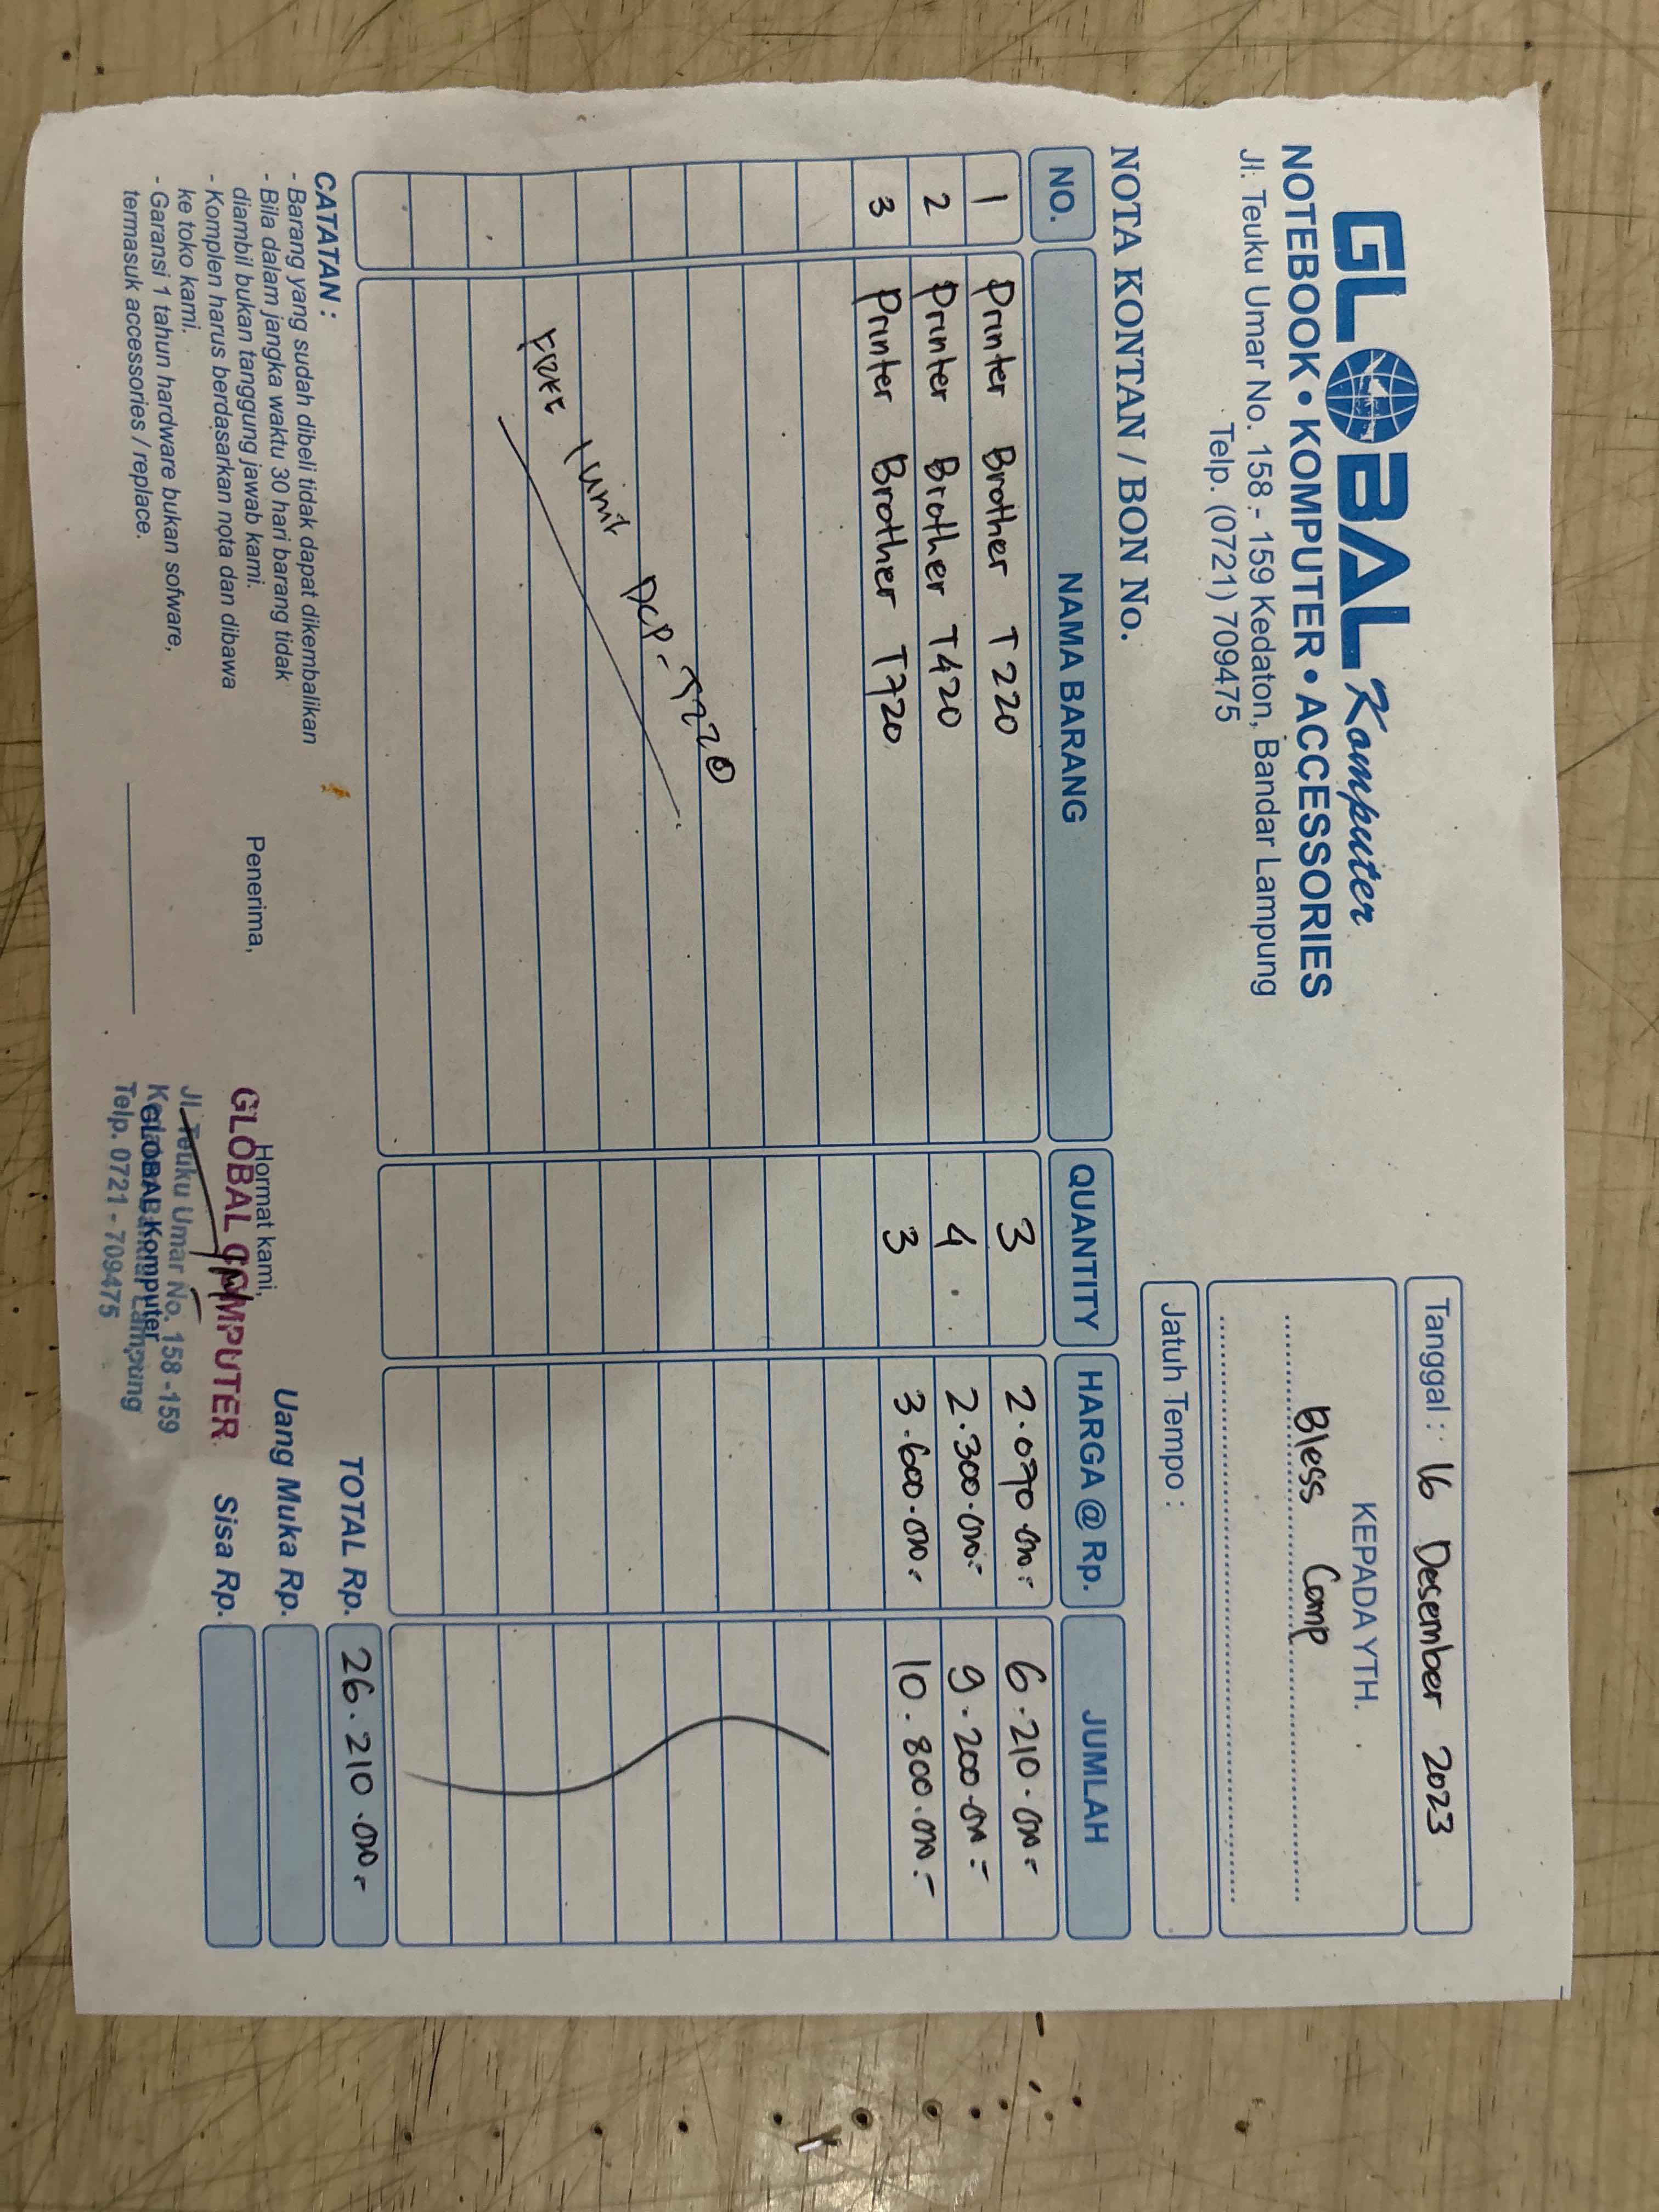 GLOBAL Komputer
NOTEBOOK • KOMPUTER • ACCESSORIES
Jl. Teuku Umar No. 158 - 159 Kedaton, Bandar Lampung
Telp. (0721) 709475
Tanggal : 16 Desember 2023
KEPADA YTH.
Bless Comp
Jatuh Tempo :
NOTA KONTAN / BON No.
NO. NAMA BARANG QUANTITY HARGA @ Rp. JUMLAH
1 Printer Brother T220 3 2.070.000.- 6.210.000.-
2 Printer Brother T420 4 2.300.000.- 9.200.000.-
3 Printer Brother T720 3 3.600.000.- 10.800.000.-
FREE 1 unit DCP-T220
TOTAL Rp. 26.210.000.-
Uang Muka Rp.
Sisa Rp.
CATATAN :
- Barang yang sudah dibeli tidak dapat dikembalikan
- Bila dalam jangka waktu 30 hari barang tidak
diambil bukan tanggung jawab kami.
- Komplen harus berdasarkan nota dan dibawa
ke toko kami.
- Garansi 1 tahun hardware bukan sofware,
termasuk accessories / replace.
Penerima,
Hormat kami,
GLOBAL COMPUTER
Jl. Teuku Umar No. 158 -159
GLOBAL Komputer
Lampung
Telp. 0721 - 709475